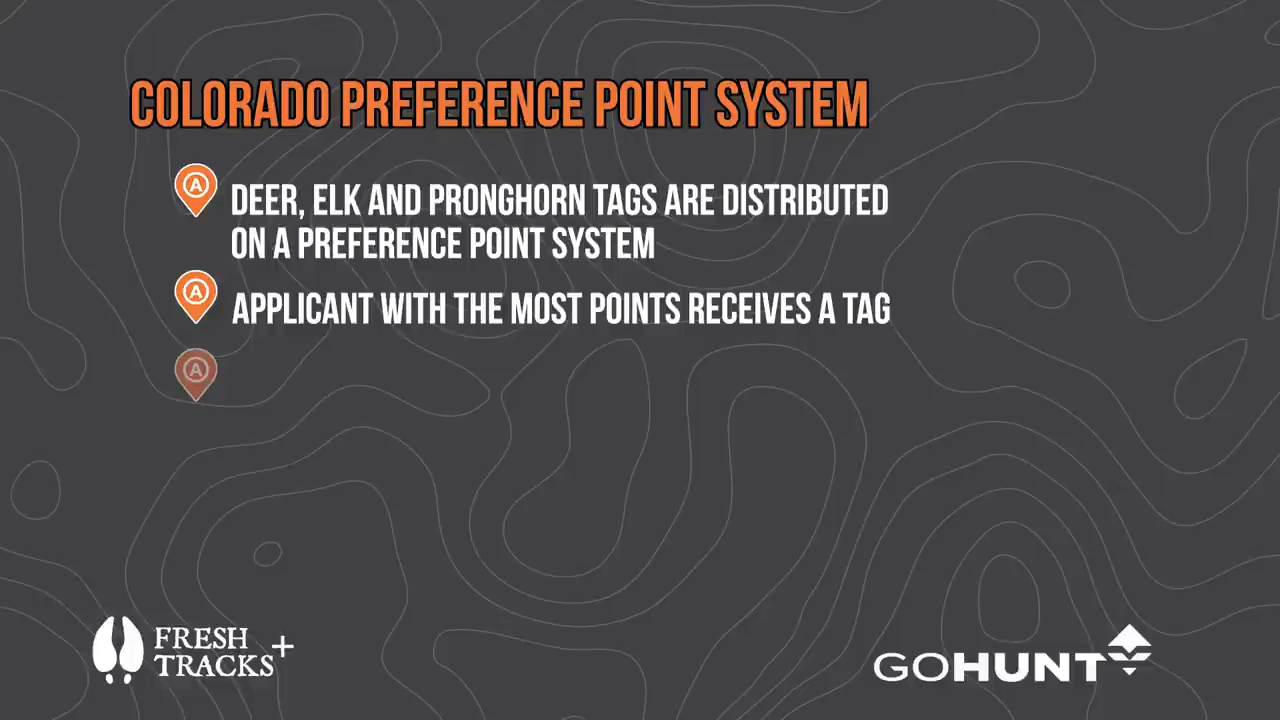 COLORADO PREFERENCE POINT SYSTEM
A
DEER, ELK AND PRONGHORN TAGS ARE DISTRIBUTED
ON A PREFERENCE POINT SYSTEM
A
APPLICANT WITH THE MOST POINTS RECEIVES A TAG
A
FRESH
TRACKS+
GOHUNT